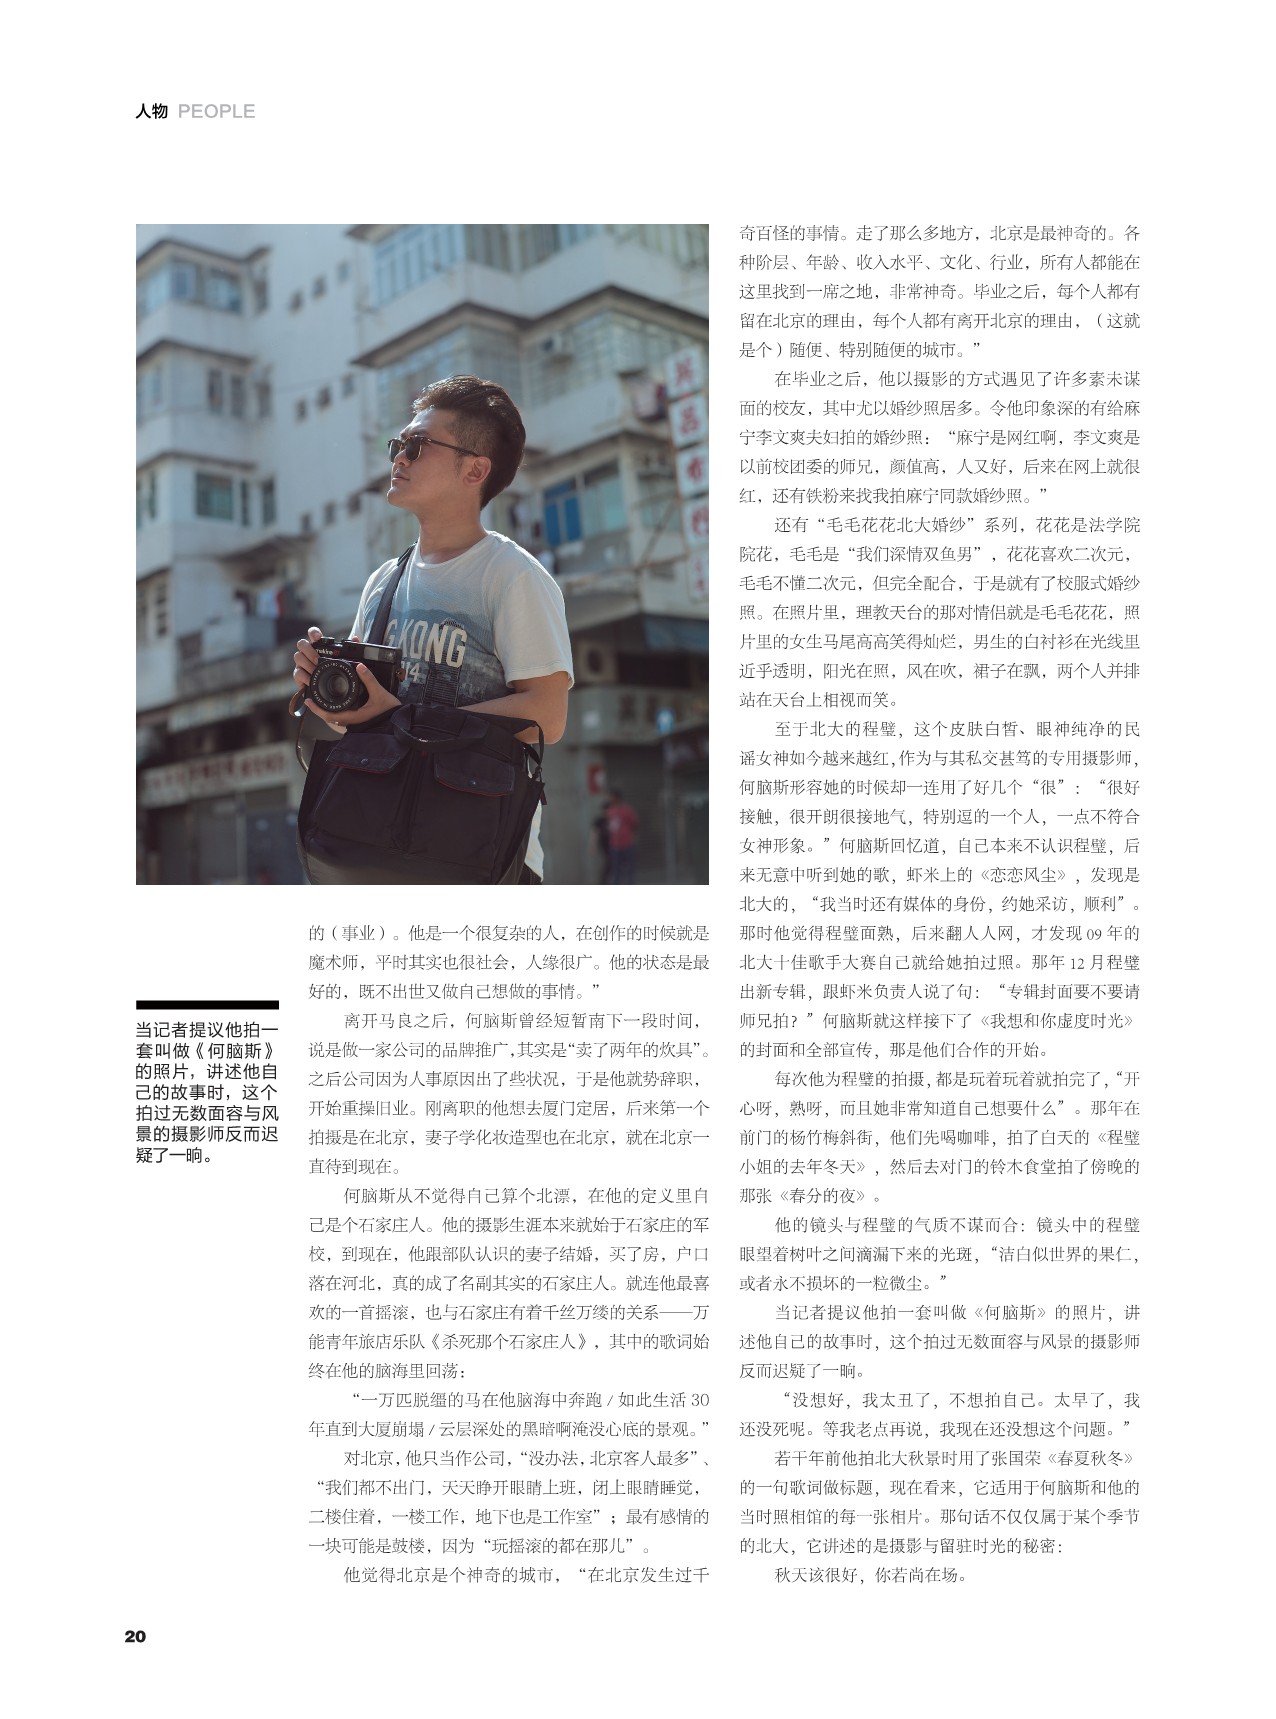 人物 PEOPLE
KONG
14
的（事业）。他是一个很复杂的人，在创作的时候就是
魔术师，平时其实也很社会，人缘很广。他的状态是最
好的，既不出世又做自己想做的事情。”
离开马良之后，何脑斯曾经短暂南下一段时间，
说是做一家公司的品牌推广，其实是“卖了两年的炊具”。
之后公司因为人事原因出了些状况，于是他就势辞职，
开始重操旧业。刚离职的他想去厦门定居，后来第一个
拍摄是在北京，妻子学化妆造型也在北京，就在北京一
直待到现在。
何脑斯从不觉得自己算个北漂，在他的定义里自
己是个石家庄人。他的摄影生涯本来就始于石家庄的军
校，到现在，他跟部队认识的妻子结婚，买了房，户口
落在河北，真的成了名副其实的石家庄人。就连他最喜
欢的一首摇滚，也与石家庄有着千丝万缕的关系——万
能青年旅店乐队《杀死那个石家庄人》，其中的歌词始
终在他的脑海里回荡：
“一万匹脱缰的马在他脑海中奔跑 / 如此生活 30
年直到大厦崩塌 / 云层深处的黑暗啊淹没心底的景观。”
对北京，他只当作公司，“没办法，北京客人最多”、
“我们都不出门，天天睁开眼睛上班，闭上眼睛睡觉，
二楼住着，一楼工作，地下也是工作室”；最有感情的
一块可能是鼓楼，因为“玩摇滚的都在那儿”。
他觉得北京是个神奇的城市，“在北京发生过千
当记者提议他拍一
套叫做《何脑斯》
的照片，讲述他自
己的故事时，这个
拍过无数面容与风
景的摄影师反而迟
疑了一晌。
奇百怪的事情。走了那么多地方，北京是最神奇的。各
种阶层、年龄、收入水平、文化、行业，所有人都能在
这里找到一席之地，非常神奇。毕业之后，每个人都有
留在北京的理由，每个人都有离开北京的理由，（这就
是个）随便、特别随便的城市。”
在毕业之后，他以摄影的方式遇见了许多素未谋
面的校友，其中尤以婚纱照居多。令他印象深的有给麻
宁李文爽夫妇拍的婚纱照：“麻宁是网红啊，李文爽是
以前校团委的师兄，颜值高，人又好，后来在网上就很
红，还有铁粉来找我拍麻宁同款婚纱照。”
还有“毛毛花花北大婚纱”系列，花花是法学院
院花，毛毛是“我们深情双鱼男”，花花喜欢二次元，
毛毛不懂二次元，但完全配合，于是就有了校服式婚纱
照。在照片里，理教天台的那对情侣就是毛毛花花，照
片里的女生马尾高高笑得灿烂，男生的白衬衫在光线里
近乎透明，阳光在照，风在吹，裙子在飘，两个人并排
站在天台上相视而笑。
至于北大的程璧，这个皮肤白皙、眼神纯净的民
谣女神如今越来越红，作为与其私交甚笃的专用摄影师，
何脑斯形容她的时候却一连用了好几个“很”：“很好
接触，很开朗很接地气，特别逗的一个人，一点不符合
女神形象。”何脑斯回忆道，自己本来不认识程璧，后
来无意中听到她的歌，虾米上的《恋恋风尘》，发现是
北大的，“我当时还有媒体的身份，约她采访，顺利”。
那时他觉得程璧面熟，后来翻人人网，才发现 09 年的
北大十佳歌手大赛自己就给她拍过照。那年 12 月程璧
出新专辑，跟虾米负责人说了句：“专辑封面要不要请
师兄拍？”何脑斯就这样接下了《我想和你虚度时光》
的封面和全部宣传，那是他们合作的开始。
每次他为程璧的拍摄，都是玩着玩着就拍完了，“开
心呀，熟呀，而且她非常知道自己想要什么”。那年在
前门的杨竹梅斜街，他们先喝咖啡，拍了白天的《程璧
小姐的去年冬天》，然后去对门的铃木食堂拍了傍晚的
那张《春分的夜》。
他的镜头与程璧的气质不谋而合：镜头中的程璧
眼望着树叶之间滴漏下来的光斑，“洁白似世界的果仁，
或者永不损坏的一粒微尘。”
当记者提议他拍一套叫做《何脑斯》的照片，讲
述他自己的故事时，这个拍过无数面容与风景的摄影师
反而迟疑了一晌。
“没想好，我太丑了，不想拍自己。太早了，我
还没死呢。等我老点再说，我现在还没想这个问题。”
若干年前他拍北大秋景时用了张国荣《春夏秋冬》
的一句歌词做标题，现在看来，它适用于何脑斯和他的
当时照相馆的每一张相片。那句话不仅仅属于某个季节
的北大，它讲述的是摄影与留驻时光的秘密：
秋天该很好，你若尚在场。
20